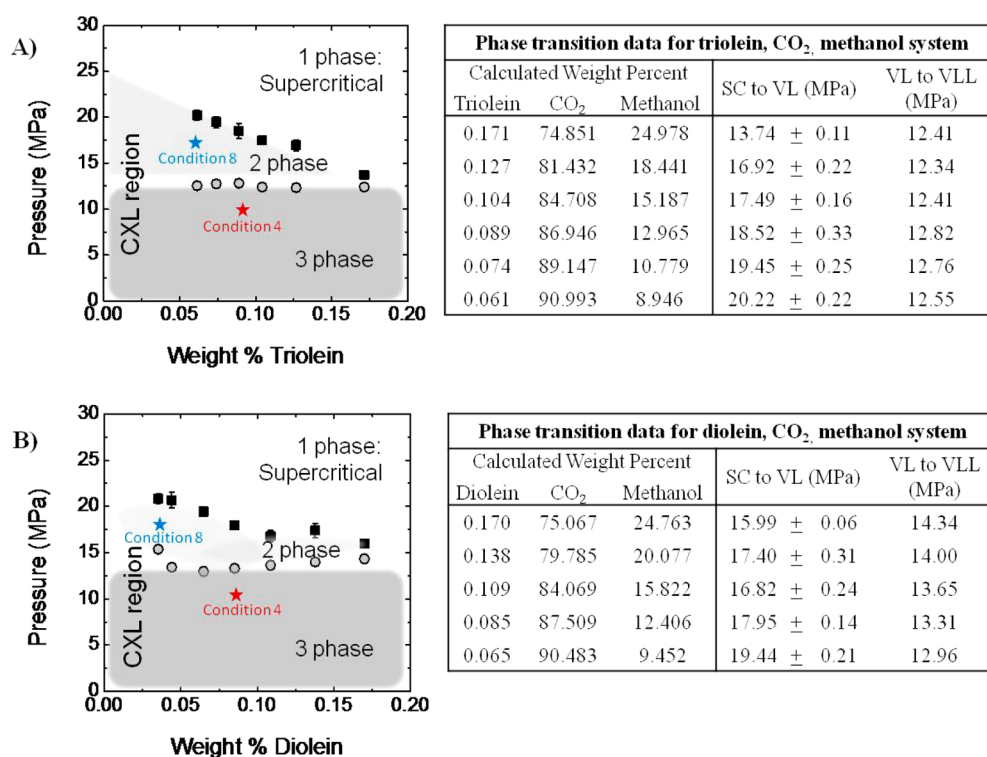 A)
30
25
20
15
10
5
0
Pressure (MPa)
1 phase:
Supercritical
Condition 8
2 phase
CXL region
Condition 4
3 phase
0.00 0.05 0.10 0.15 0.20
Weight % Triolein
Phase transition data for triolein, CO2, methanol system
Calculated Weight Percent SC to VL (MPa) VL to VLL (MPa)
Triolein CO2 Methanol
0.171 74.851 24.978 13.74 ± 0.11 12.41
0.127 81.432 18.441 16.92 ± 0.22 12.34
0.104 84.708 15.187 17.49 ± 0.16 12.41
0.089 86.946 12.965 18.52 ± 0.33 12.82
0.074 89.147 10.779 19.45 ± 0.25 12.76
0.061 90.993 8.946 20.22 ± 0.22 12.55
B)
30
25
20
15
10
5
0
Pressure (MPa)
1 phase:
Supercritical
Condition 8
2 phase
CXL region
Condition 4
3 phase
0.00 0.05 0.10 0.15 0.20
Weight % Diolein
Phase transition data for diolein, CO2, methanol system
Calculated Weight Percent SC to VL (MPa) VL to VLL (MPa)
Diolein CO2 Methanol
0.170 75.067 24.763 15.99 ± 0.06 14.34
0.138 79.785 20.077 17.40 ± 0.31 14.00
0.109 84.069 15.822 16.82 ± 0.24 13.65
0.085 87.509 12.406 17.95 ± 0.14 13.31
0.065 90.483 9.452 19.44 ± 0.21 12.96